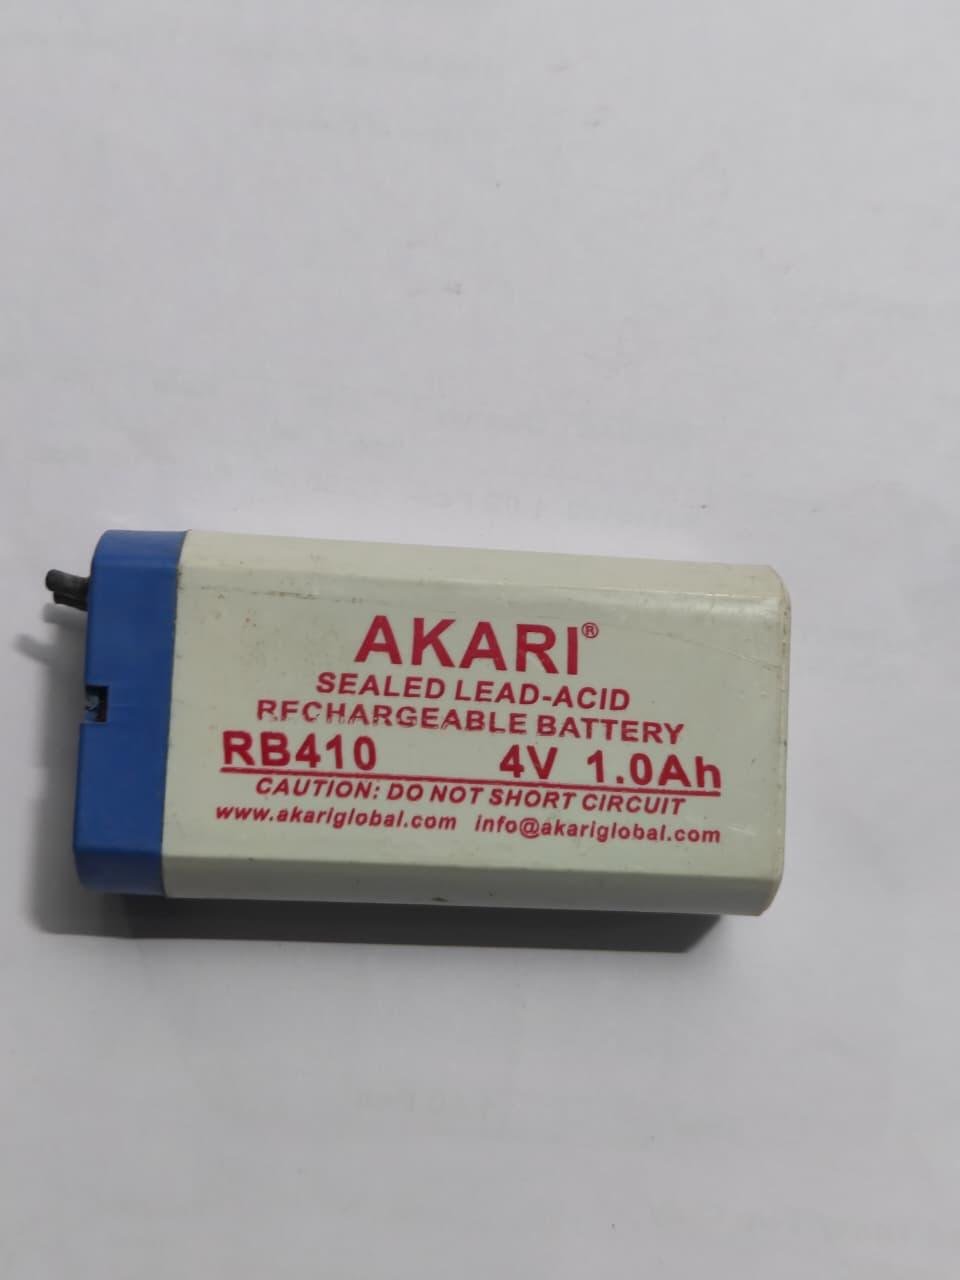 AKARI®
SEALED LEAD-ACID
RECHARGEABLE BATTERY
RB410 4V 1.0Ah
CAUTION: DO NOT SHORT CIRCUIT
www.akariglobal.com info@akariglobal.com